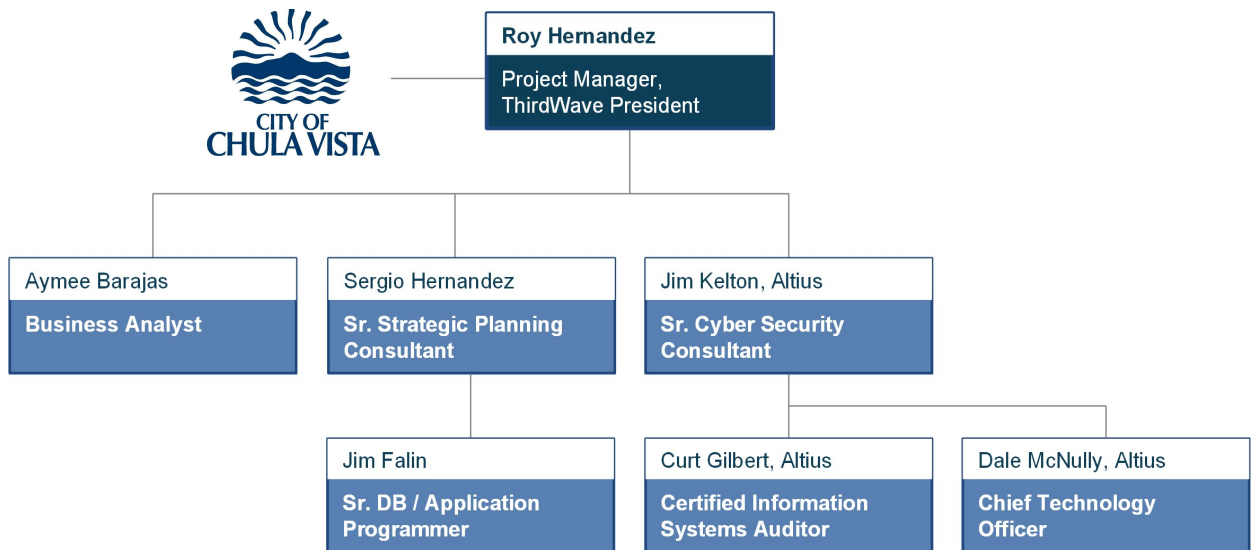 CITY OF
CHULA VISTA
Roy Hernandez
Project Manager,
ThirdWave President
Aymee Barajas
Business Analyst
Sergio Hernandez
Sr. Strategic Planning
Consultant
Jim Kelton, Altius
Sr. Cyber Security
Consultant
Jim Falin
Sr. DB / Application
Programmer
Curt Gilbert, Altius
Certified Information
Systems Auditor
Dale McNully, Altius
Chief Technology
Officer